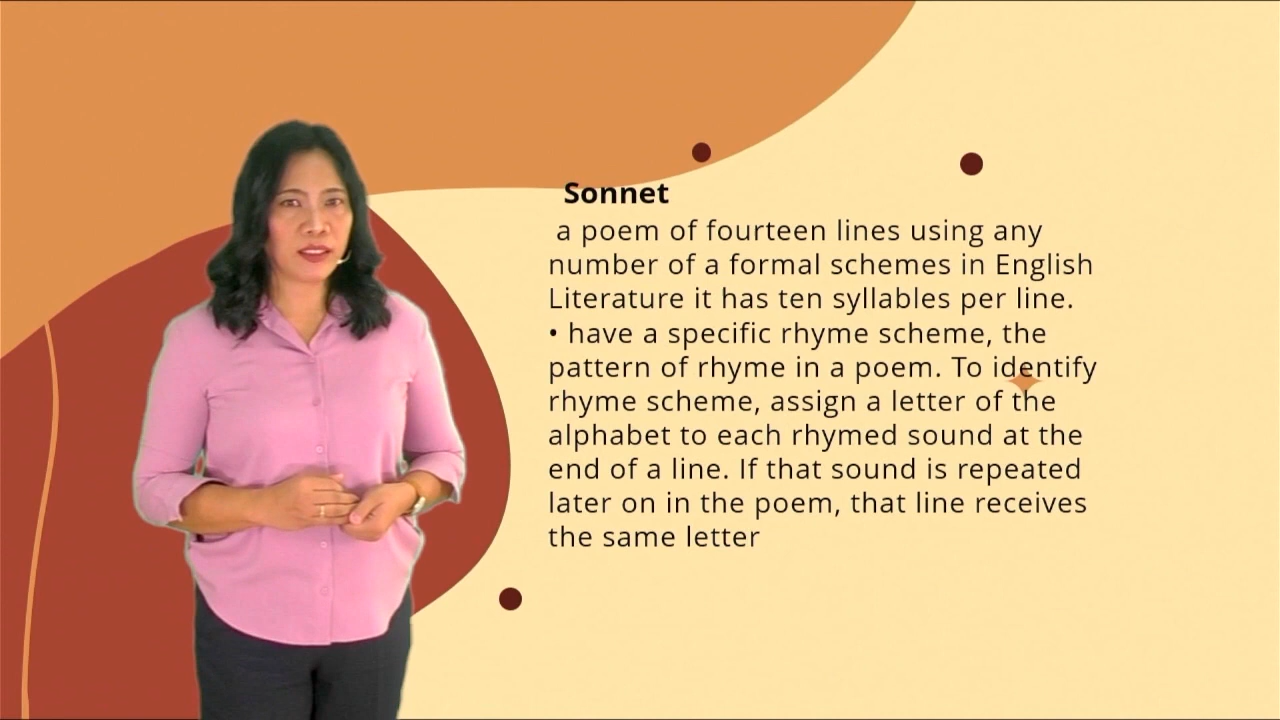 Sonnet
a poem of fourteen lines using any
number of a formal schemes in English
Literature it has ten syllables per line.
• have a specific rhyme scheme, the
pattern of rhyme in a poem. To identify
rhyme scheme, assign a letter of the
alphabet to each rhymed sound at the
end of a line. If that sound is repeated
later on in the poem, that line receives
the same letter